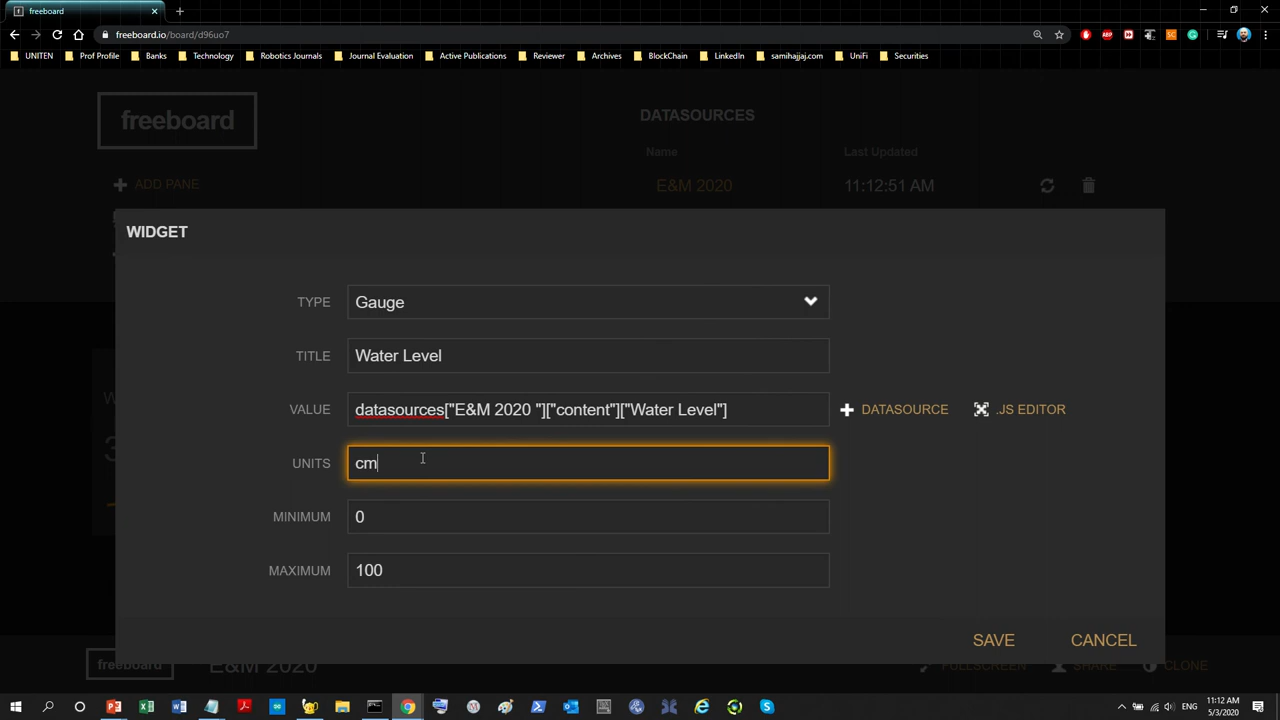 freeboard
freeboard.io/board/d96uo7
UNITEN Prof Profile Banks Technology Robotics Journals Journal Evaluation Active Publications Reviewer Archives BlockChain LinkedIn samihajjaj.com UniFi Securities
freeboard
DATASOURCES
Name Last Updated
ADD PANE
E&M 2020 11:12:51 AM
WIDGET
TYPE Gauge
TITLE Water Level
VALUE datasources["E&M 2020 "]["content"]["Water Level"] DATASOURCE .JS EDITOR
UNITS cm
MINIMUM 0
MAXIMUM 100
SAVE CANCEL
freeboard E&M 2020 FULLSCREEN SHARE CLONE
11:12 AM
5/3/2020